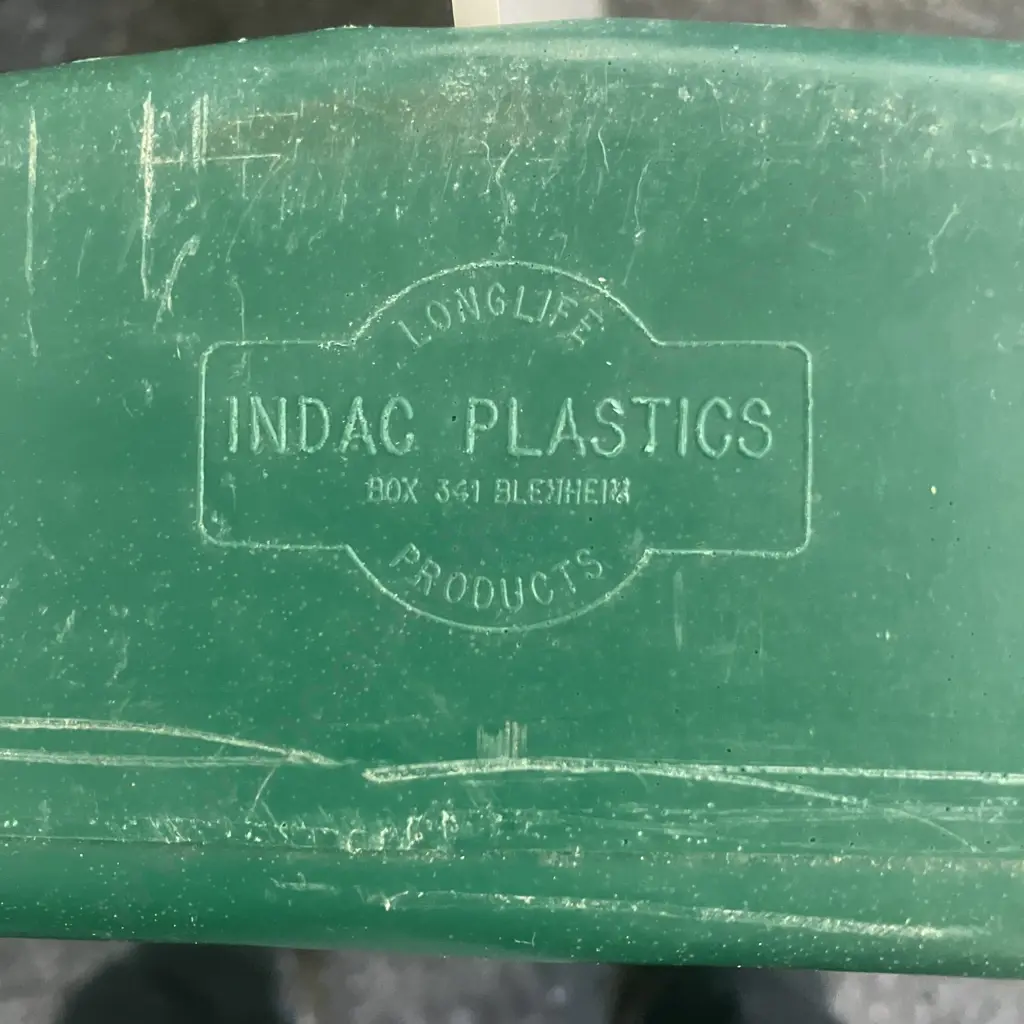 LONGLIFE
INDAC PLASTICS
BOX 341 BLENHEIM
PRODUCTS